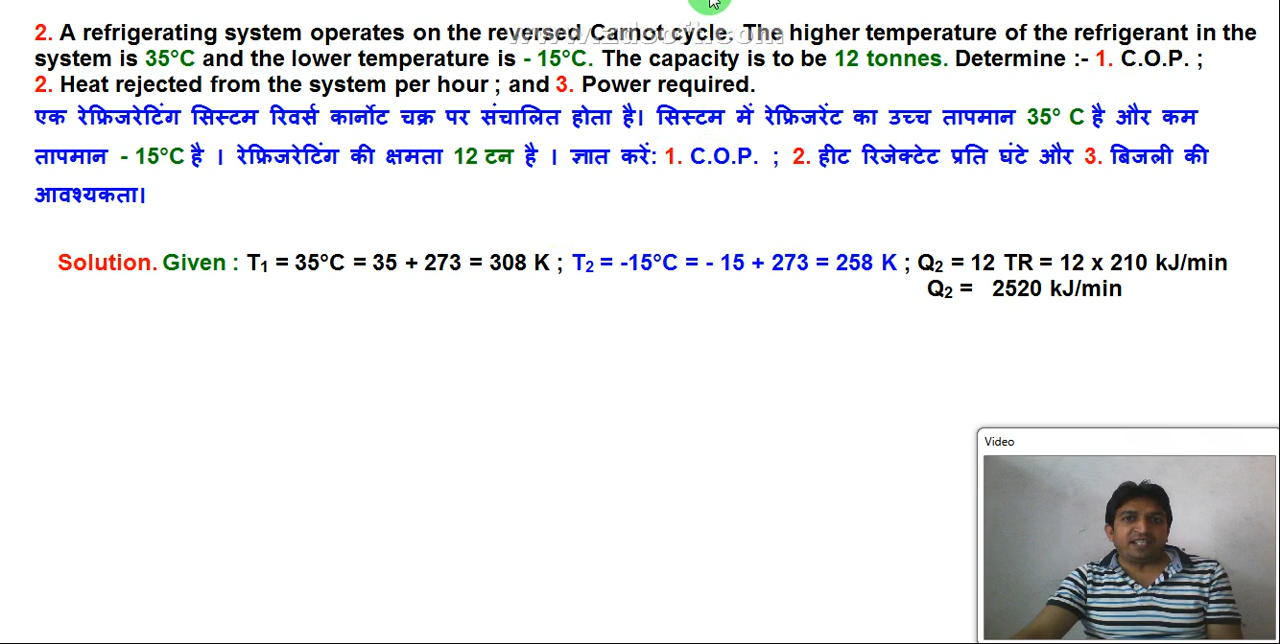 2. A refrigerating system operates on the reversed Carnot cycle. The higher temperature of the refrigerant in the
system is 35°C and the lower temperature is - 15°C. The capacity is to be 12 tonnes. Determine :- 1. C.O.P. ;
2. Heat rejected from the system per hour ; and 3. Power required.
एक रेफ्रिजरेटिंग सिस्टम रिवर्स कार्नोट चक्र पर संचालित होता है। सिस्टम में रेफ्रिजरेंट का उच्च तापमान 35° C है और कम
तापमान - 15°C है । रेफ्रिजरेटिंग की क्षमता 12 टन है । ज्ञात करें: 1. C.O.P. ; 2. हीट रिजेक्टेट प्रति घंटे और 3. बिजली की
आवश्यकता।
Solution. Given : T₁ = 35°C = 35 + 273 = 308 K ; T₂ = -15°C = - 15 + 273 = 258 K ; Q₂ = 12 TR = 12 x 210 kJ/min
Q₂ = 2520 kJ/min
Video